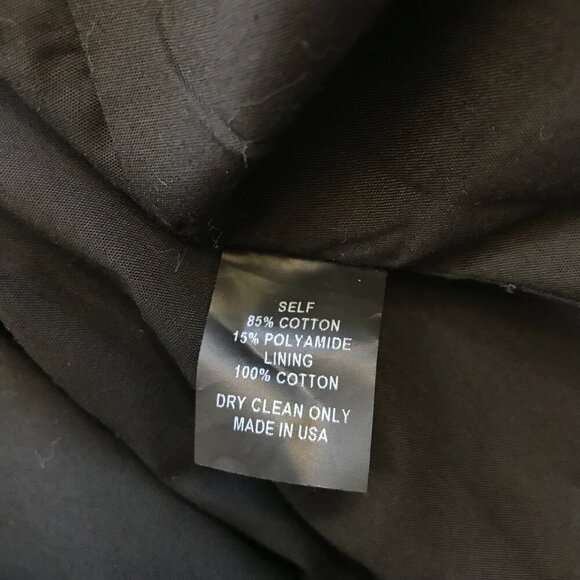 SELF
85% COTTON
15% POLYAMIDE
LINING
100% COTTON
DRY CLEAN ONLY
MADE IN USA